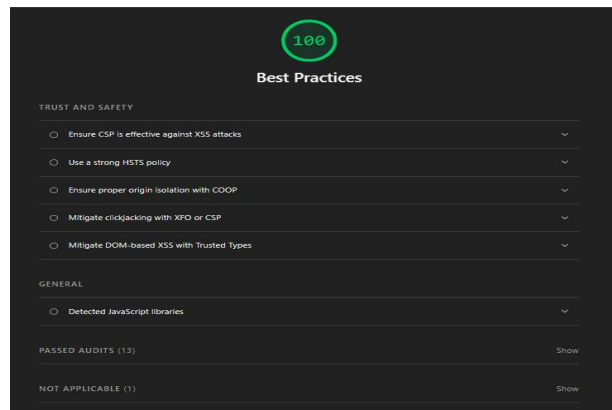 100
Best Practices
TRUST AND SAFETY
Ensure CSP is effective against XSS attacks
Use a strong HSTS policy
Ensure proper origin isolation with COOP
Mitigate clickjacking with XFO or CSP
Mitigate DOM-based XSS with Trusted Types
GENERAL
Detected JavaScript libraries
PASSED AUDITS (13) Show
NOT APPLICABLE (1) Show